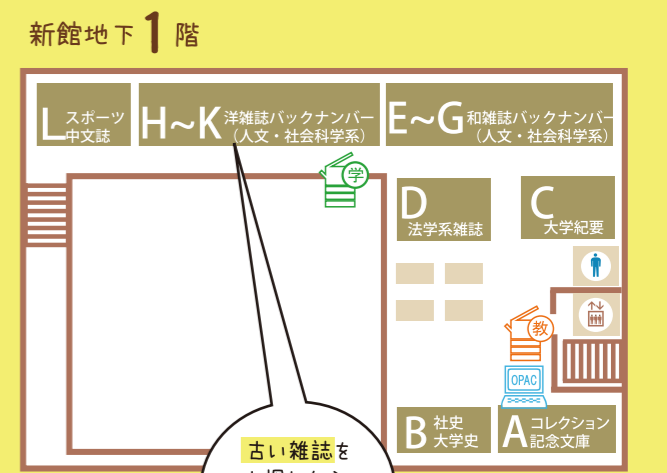 新館地下1階
L スポーツ
中文誌
H~K 洋雑誌バックナンバー
（人文・社会科学系）
E~G 和雑誌バックナンバー
（人文・社会科学系）
学
D
法学系雑誌
C
大学紀要
教
OPAC
B 社史
大学史
A コレクション
記念文庫
古い雑誌を